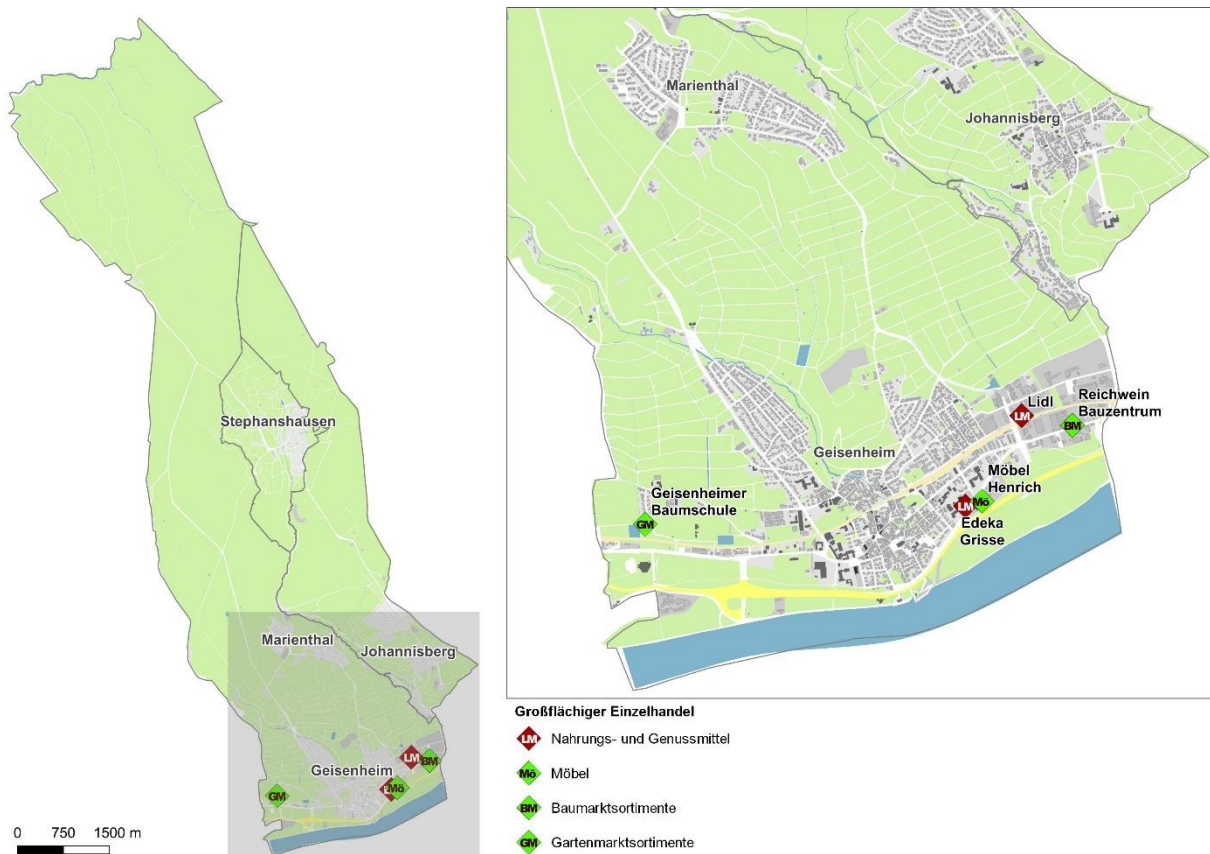 Stephanshausen
Marienthal
Johannisberg
Geisenheim
LM
BM
Mö
GM
0 750 1500 m
Marienthal
Johannisberg
Lidl
LM
Reichwein
Bauzentrum
BM
Geisenheim
Möbel
Henrich
Geisenheimer
Baumschule
GM
LM
Mö
Edeka
Grisse
Großflächiger Einzelhandel
LM Nahrungs- und Genussmittel
Mö Möbel
BM Baumarktsortimente
GM Gartenmarktsortimente